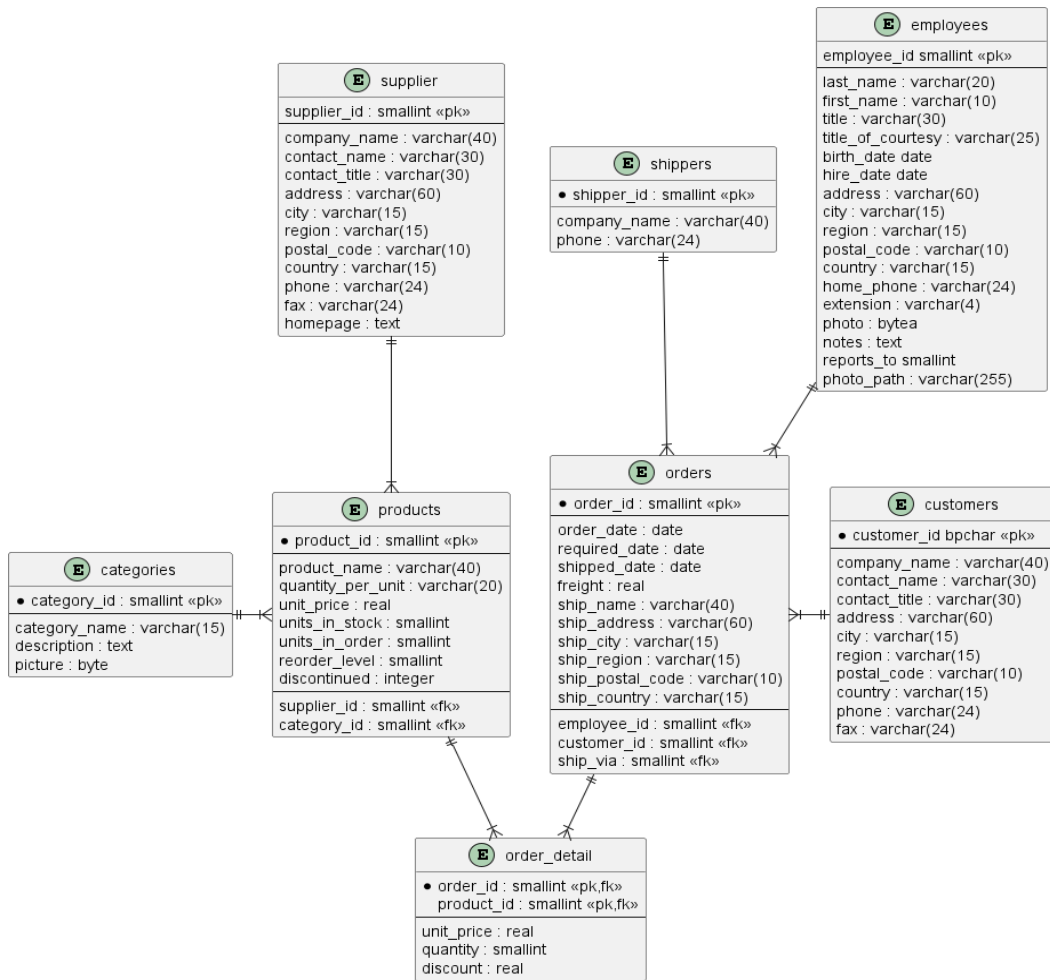 E employees
employee_id smallint «pk»
last_name : varchar(20)
first_name : varchar(10)
title : varchar(30)
title_of_courtesy : varchar(25)
birth_date date
hire_date date
address : varchar(60)
city : varchar(15)
region : varchar(15)
postal_code : varchar(10)
country : varchar(15)
home_phone : varchar(24)
extension : varchar(4)
photo : bytea
notes : text
reports_to smallint
photo_path : varchar(255)
E supplier
supplier_id : smallint «pk»
company_name : varchar(40)
contact_name : varchar(30)
contact_title : varchar(30)
address : varchar(60)
city : varchar(15)
region : varchar(15)
postal_code : varchar(10)
country : varchar(15)
phone : varchar(24)
fax : varchar(24)
homepage : text
E shippers
shipper_id : smallint «pk»
company_name : varchar(40)
phone : varchar(24)
E categories
category_id : smallint «pk»
category_name : varchar(15)
description : text
picture : byte
E products
product_id : smallint «pk»
product_name : varchar(40)
quantity_per_unit : varchar(20)
unit_price : real
units_in_stock : smallint
units_in_order : smallint
reorder_level : smallint
discontinued : integer
supplier_id : smallint «fk»
category_id : smallint «fk»
E orders
order_id : smallint «pk»
order_date : date
required_date : date
shipped_date : date
freight : real
ship_name : varchar(40)
ship_address : varchar(60)
ship_city : varchar(15)
ship_region : varchar(15)
ship_postal_code : varchar(10)
ship_country : varchar(15)
employee_id : smallint «fk»
customer_id : smallint «fk»
ship_via : smallint «fk»
E customers
customer_id bpchar «pk»
company_name : varchar(40)
contact_name : varchar(30)
contact_title : varchar(30)
address : varchar(60)
city : varchar(15)
region : varchar(15)
postal_code : varchar(10)
country : varchar(15)
phone : varchar(24)
fax : varchar(24)
E order_detail
order_id : smallint «pk,fk»
product_id : smallint «pk,fk»
unit_price : real
quantity : smallint
discount : real